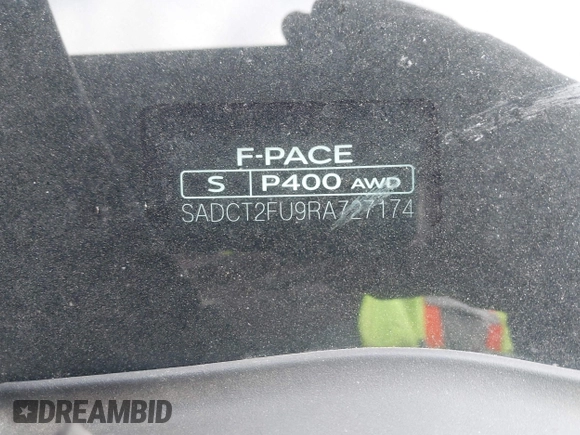 F-PACE
S P400 AWD
SADCT2FU9RA727174
DREAMBID